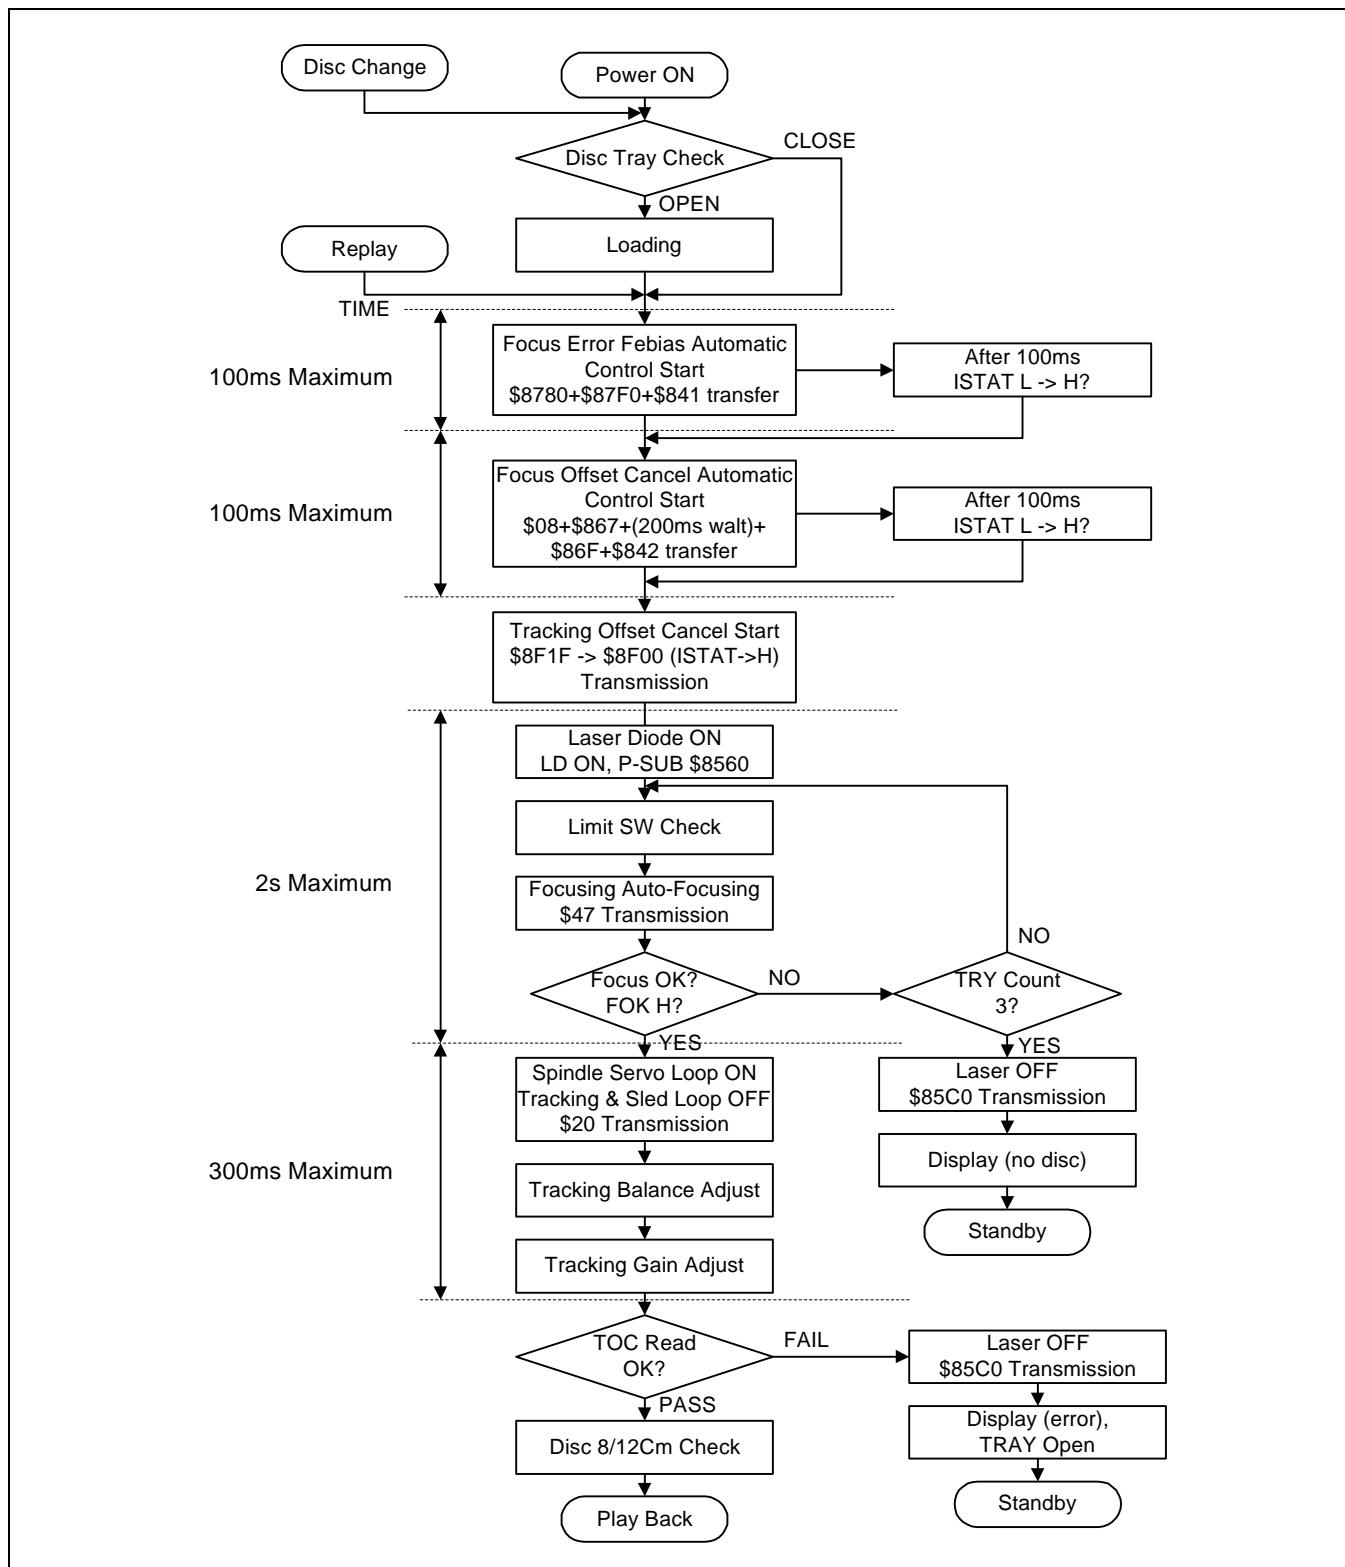 Disc Change
Power ON
Disc Tray Check
CLOSE
OPEN
Loading
Replay
TIME
100ms Maximum
Focus Error Febias Automatic
Control Start
$8780+$87F0+$841 transfer
After 100ms
ISTAT L -> H?
100ms Maximum
Focus Offset Cancel Automatic
Control Start
$08+$867+(200ms walt)+
$86F+$842 transfer
After 100ms
ISTAT L -> H?
Tracking Offset Cancel Start
$8F1F -> $8F00 (ISTAT->H)
Transmission
2s Maximum
Laser Diode ON
LD ON, P-SUB $8560
Limit SW Check
Focusing Auto-Focusing
$47 Transmission
Focus OK?
FOK H?
NO
TRY Count
3?
NO
YES
YES
300ms Maximum
Spindle Servo Loop ON
Tracking & Sled Loop OFF
$20 Transmission
Laser OFF
$85C0 Transmission
Display (no disc)
Standby
Tracking Balance Adjust
Tracking Gain Adjust
TOC Read
OK?
FAIL
Laser OFF
$85C0 Transmission
Display (error),
TRAY Open
Standby
PASS
Disc 8/12Cm Check
Play Back